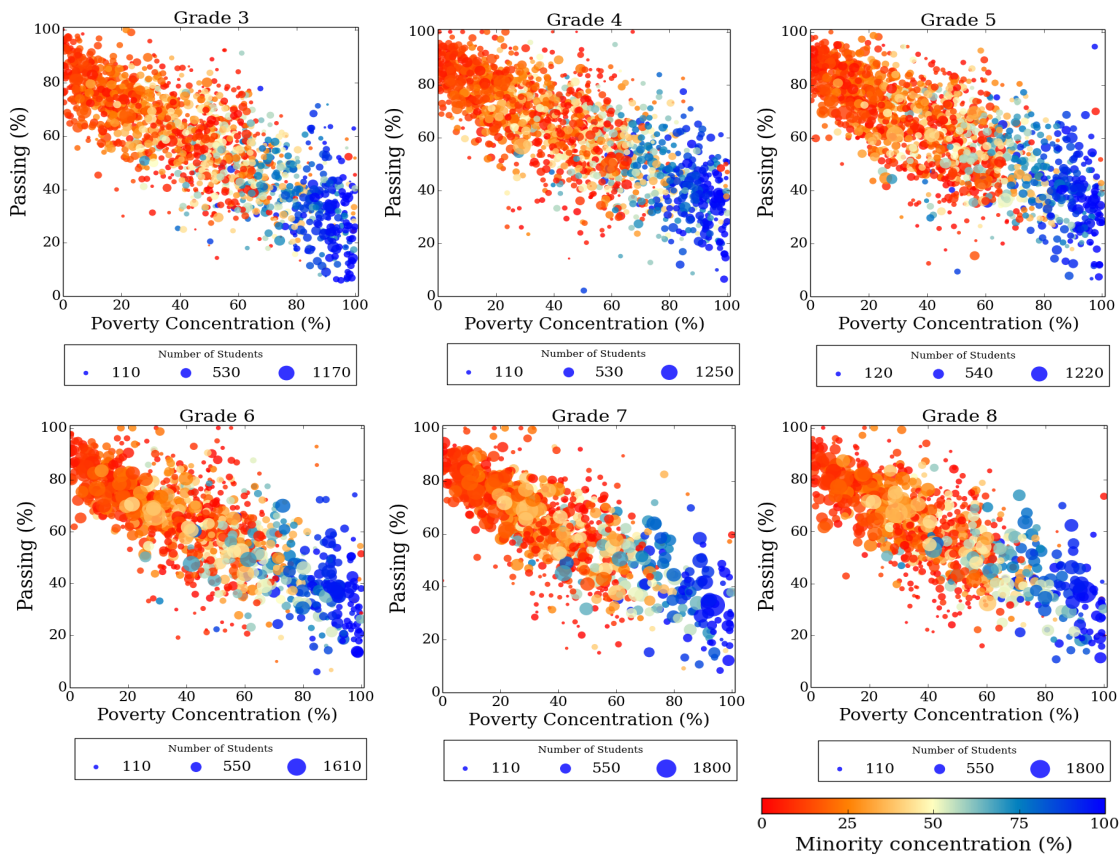 Grade 3 Grade 4 Grade 5
100 100 100
80 80 80
60 60 60
40 40 40
20 20 20
0 0 0
Passing (%) Passing (%) Passing (%)
0 20 40 60 80 100 0 20 40 60 80 100 0 20 40 60 80 100
Poverty Concentration (%) Poverty Concentration (%) Poverty Concentration (%)
Number of Students Number of Students Number of Students
110 530 1170 110 530 1250 120 540 1220
Grade 6 Grade 7 Grade 8
100 100 100
80 80 80
60 60 60
40 40 40
20 20 20
0 0 0
Passing (%) Passing (%) Passing (%)
0 20 40 60 80 100 0 20 40 60 80 100 0 20 40 60 80 100
Poverty Concentration (%) Poverty Concentration (%) Poverty Concentration (%)
Number of Students Number of Students Number of Students
110 550 1610 110 550 1800 110 550 1800
0 25 50 75 100
Minority concentration (%)